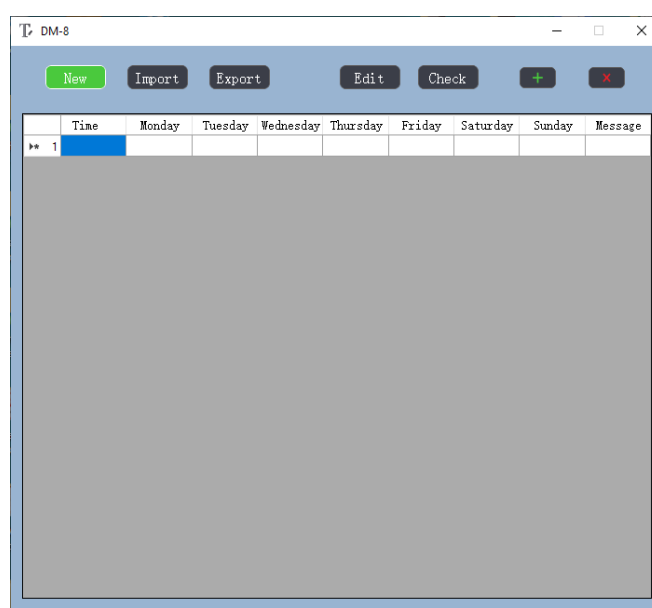 DM-8
New Import Export Edit Check + ×
Time Monday Tuesday Wednesday Thursday Friday Saturday Sunday Message
1